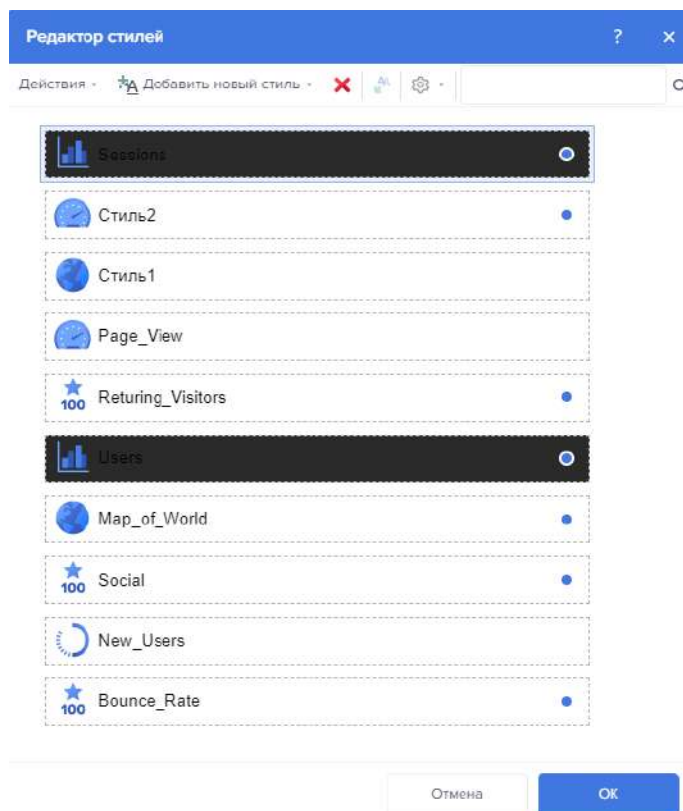 Редактор стилей ? ×
Действия Добавить новый стиль
Sessions
Стиль2
Стиль1
Page_View
100 Returing_Visitors
Users
Map_of_World
100 Social
New_Users
100 Bounce_Rate
Отмена OK